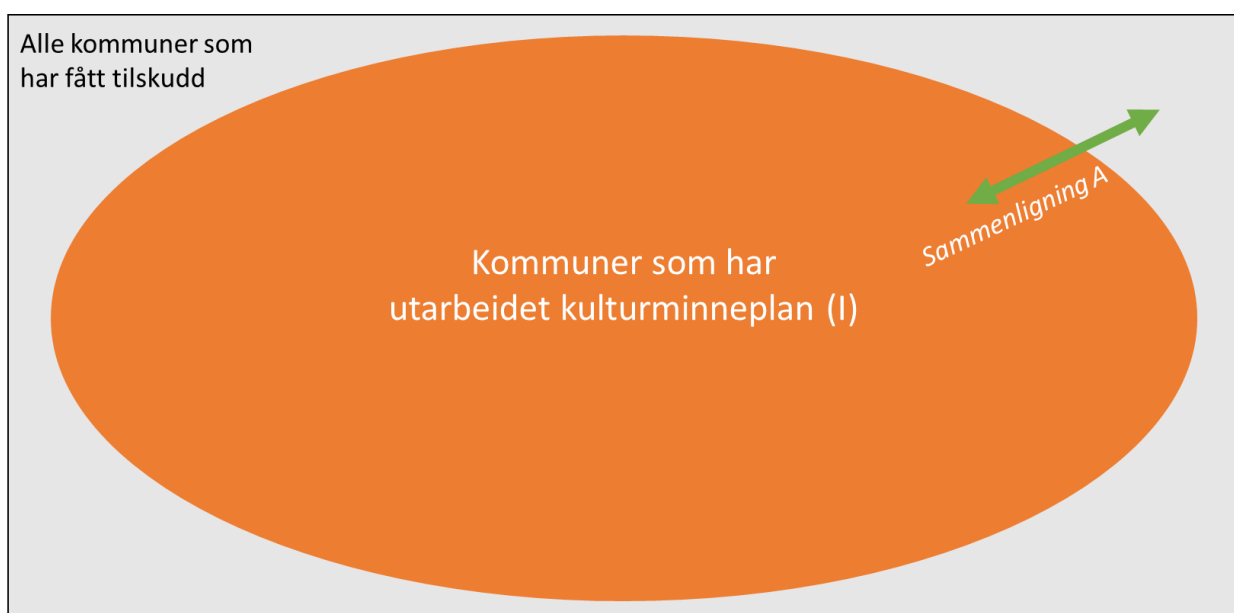 Alle kommuner som
har fått tilskudd
Sammenligning A
Kommuner som har
utarbeidet kulturminneplan (I)